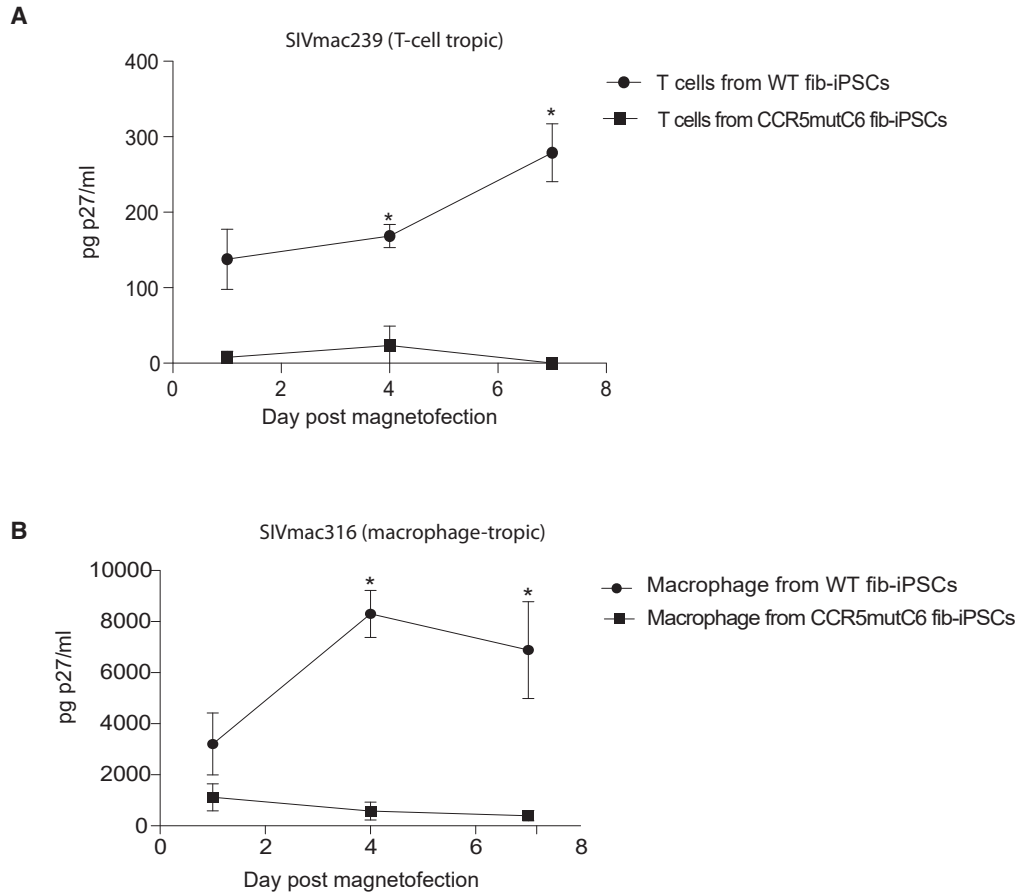 A
SIVmac239 (T-cell tropic)
400
300
200
100
0
pg p27/ml
*
*
T cells from WT fib-iPSCs
T cells from CCR5mutC6 fib-iPSCs
0 2 4 6 8
Day post magnetofection
B
SIVmac316 (macrophage-tropic)
10000
8000
6000
4000
2000
0
pg p27/ml
*
*
Macrophage from WT fib-iPSCs
Macrophage from CCR5mutC6 fib-iPSCs
0 2 4 6 8
Day post magnetofection